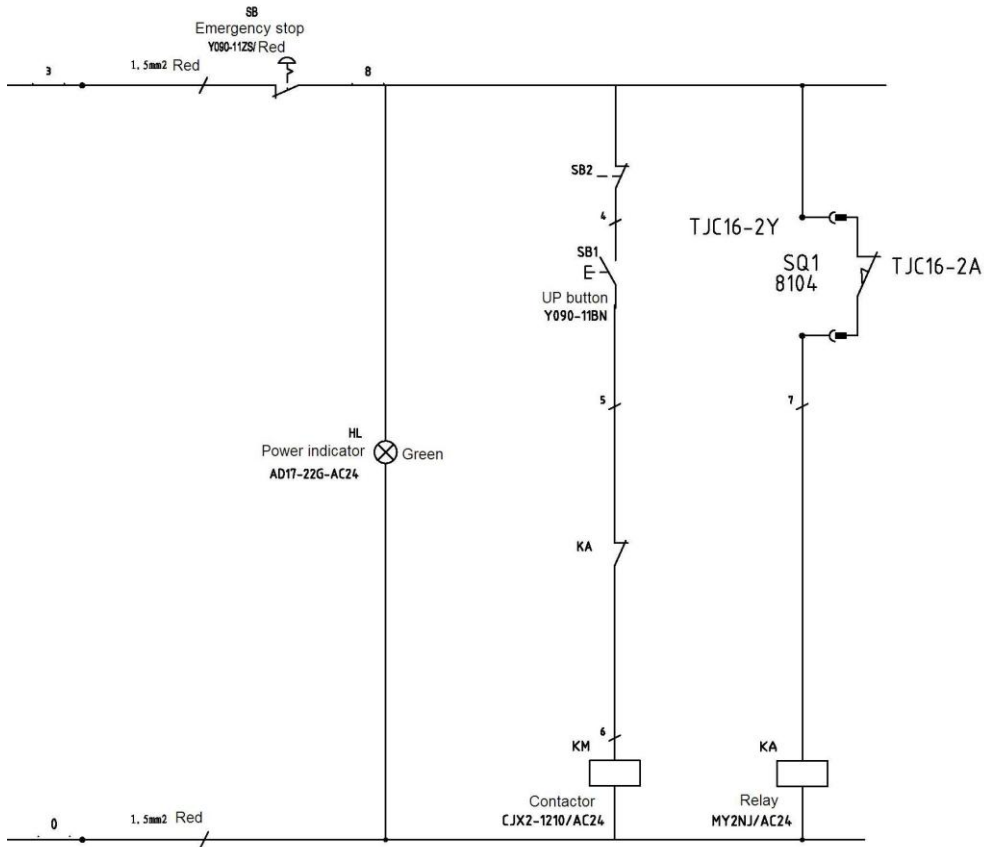 SB
Emergency stop
Y090-11ZS/ Red
3
1.5mm2 Red
8
SB2
4
SB1
UP button
Y090-11BN
5
TJC16-2Y
SQ1
8104
TJC16-2A
7
HL
Power indicator
Green
AD17-22G-AC24
KA
6
KM
Contactor
CJX2-1210/AC24
KA
Relay
MY2NJ/AC24
0
1.5mm2 Red